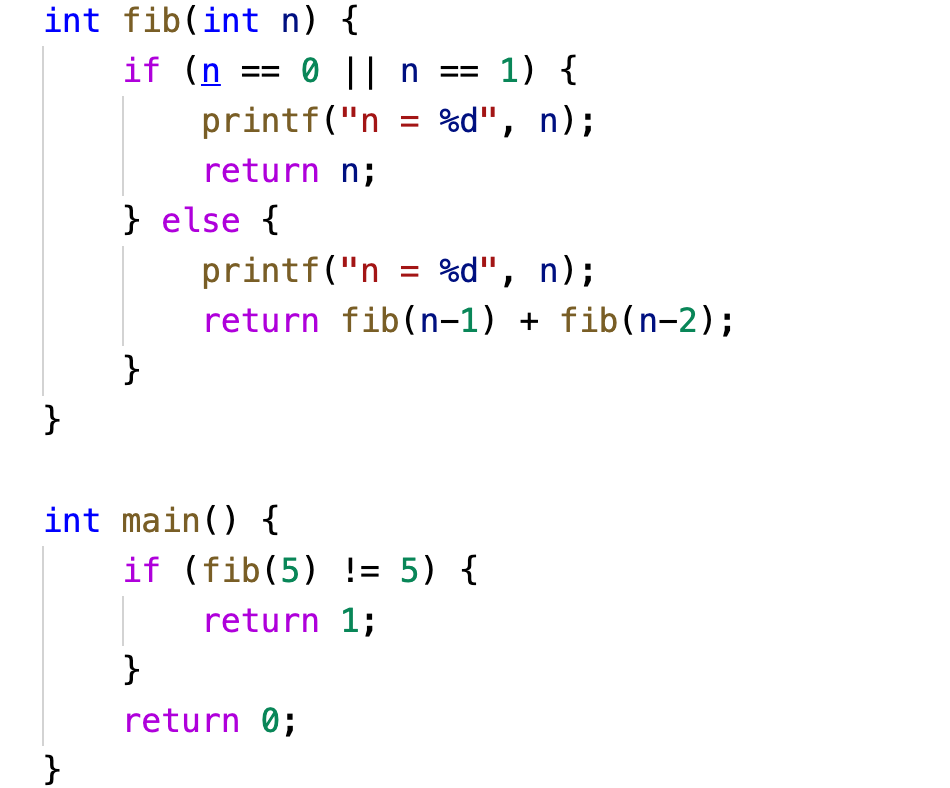 int fib(int n) {
    if (n == 0 || n == 1) {
        printf("n = %d", n);
        return n;
    } else {
        printf("n = %d", n);
        return fib(n-1) + fib(n-2);
    }
}

int main() {
    if (fib(5) != 5) {
        return 1;
    }
    return 0;
}